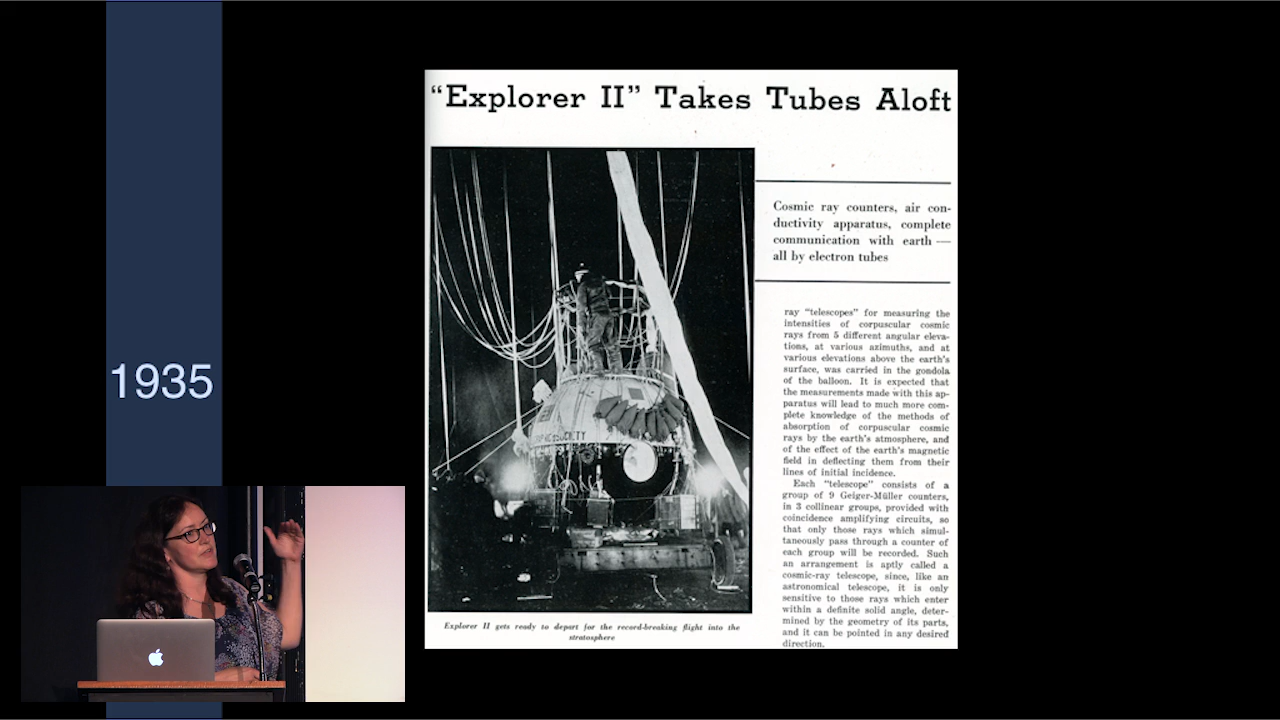 "Explorer II" Takes Tubes Aloft
Cosmic ray counters, air con-
ductivity apparatus, complete
communication with earth —
all by electron tubes
ray "telescopes" for measuring the
intensities of corpuscular cosmic
rays from 5 different angular eleva-
tions, at various azimuths, and at
various elevations above the earth's
surface, was carried in the gondola
of the balloon. It is expected that
the measurements made with this ap-
paratus will lead to much more com-
plete knowledge of the methods of
absorption of corpuscular cosmic
rays by the earth's atmosphere, and
of the effect of the earth's magnetic
field in deflecting them from their
lines of initial incidence.
Each "telescope" consists of a
group of 9 Geiger-Müller counters,
in 3 collinear groups, provided with
coincidence amplifying circuits, so
that only those rays which simul-
taneously pass through a counter of
each group will be recorded. Such
an arrangement is aptly called a
cosmic-ray telescope, since, like an
astronomical telescope, it is only
sensitive to those rays which enter
within a definite solid angle, deter-
mined by the geometry of its parts,
and it can be pointed in any desired
direction.
SOCIETY
Explorer II gets ready to depart for the record-breaking flight into the
stratosphere
1935